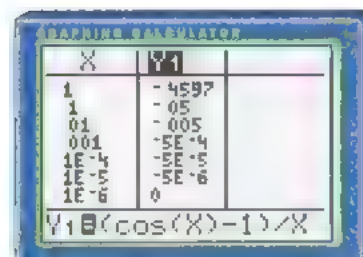 GRAPHING CALCULATOR
X Y1
1 -.4597
.1 -.05
.01 -.005
.001 -5E-4
1E-4 -5E-5
1E-5 -5E-6
1E-6 0
Y1=(cos(X)-1)/X